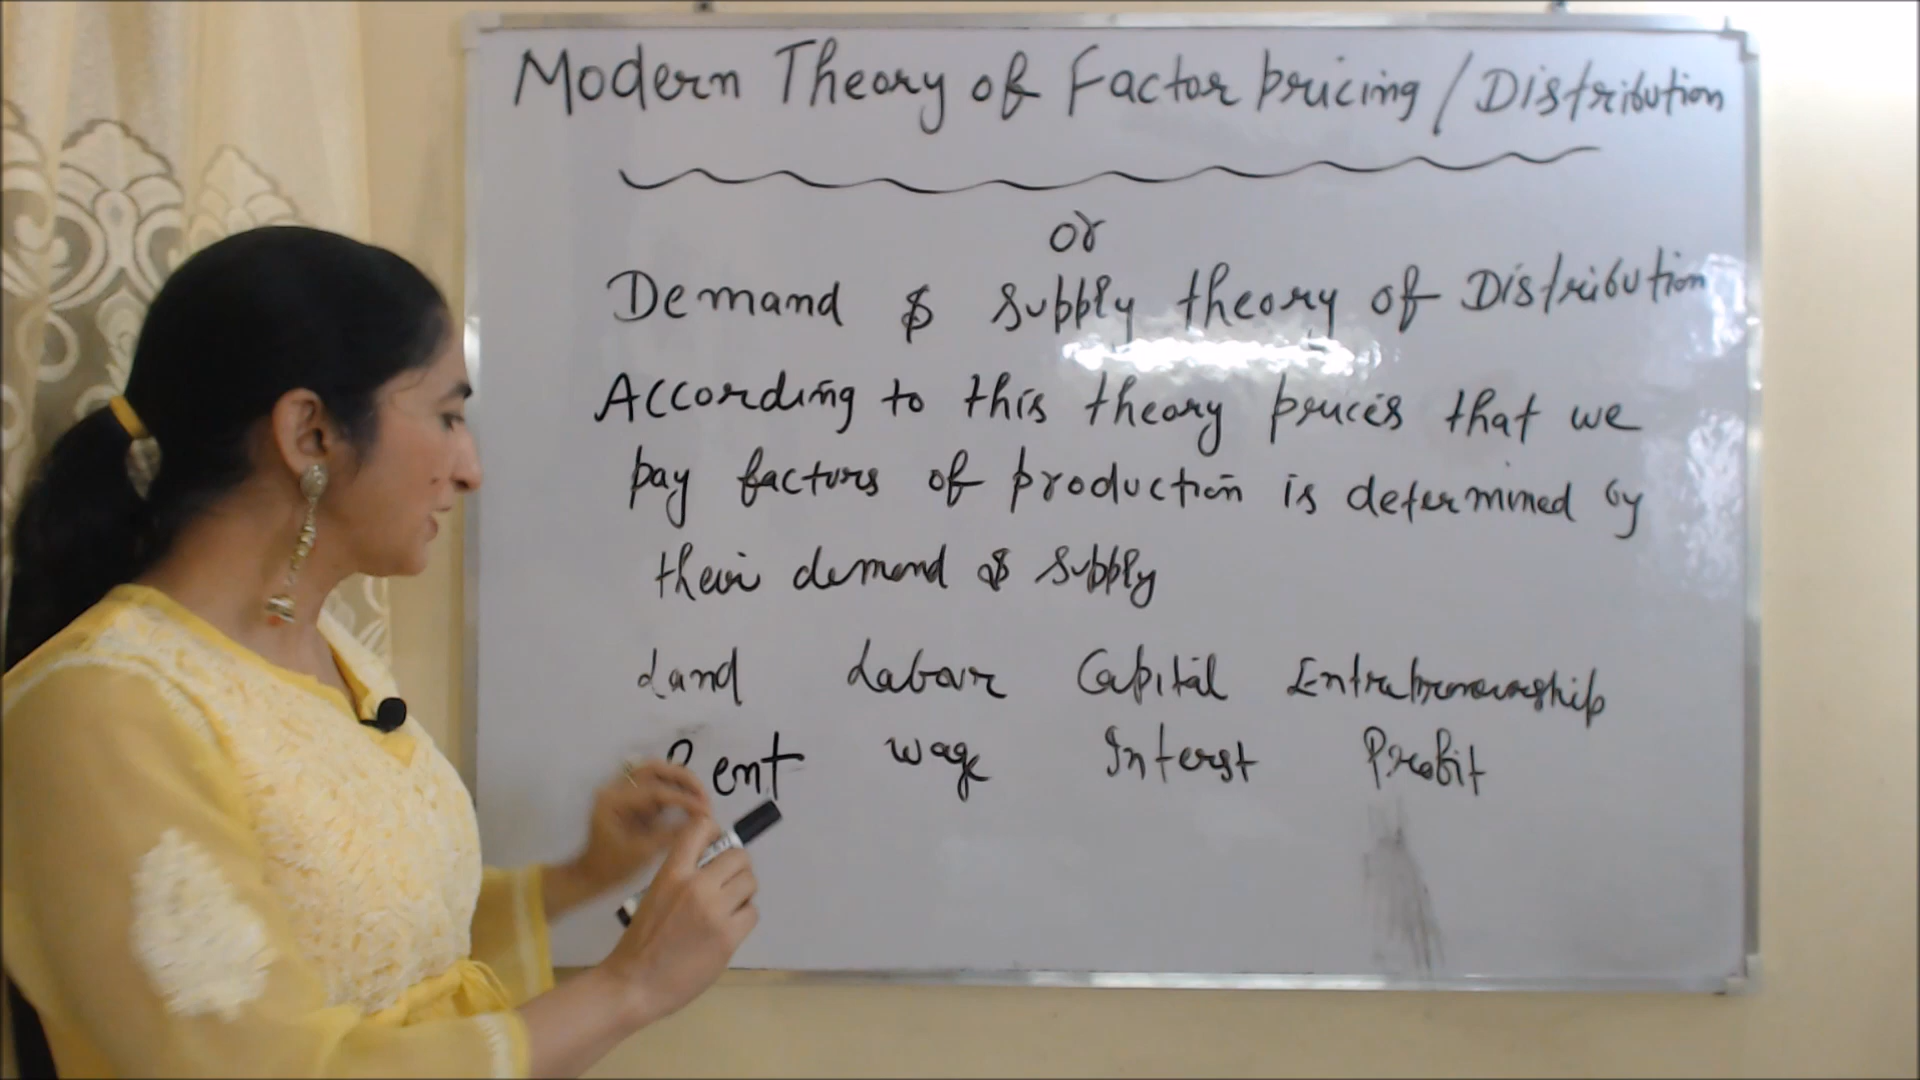 Modern Theory of Factor pricing / Distribution
or
Demand & supply theory of Distribution
According to this theory prices that we
pay factors of production is determined by
their demand & supply
Land Labour Capital Entrepreneurship
Rent wage Interst Profit